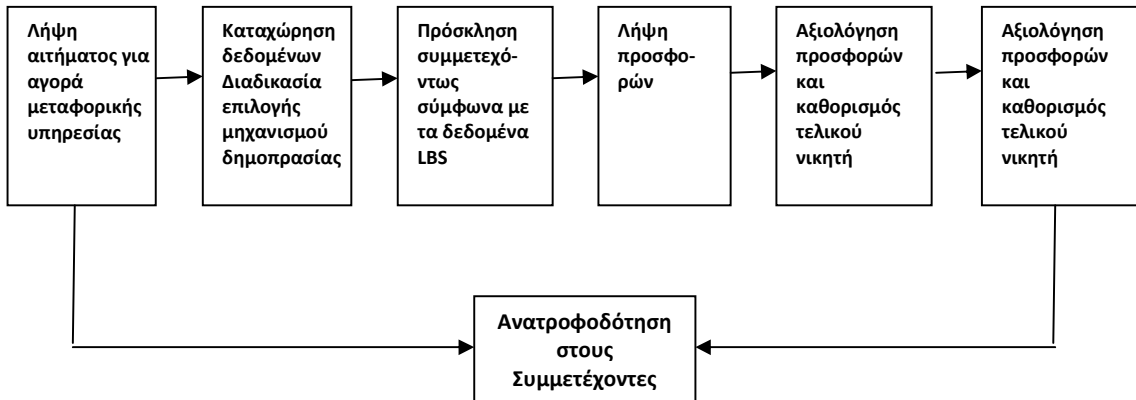 Λήψη
αιτήματος για
αγορά
μεταφορικής
υπηρεσίας
Καταχώρηση
δεδομένων
Διαδικασία
επιλογής
μηχανισμού
δημοπρασίας
Πρόσκληση
συμμετεχό-
ντως
σύμφωνα με
τα δεδομένα
LBS
Λήψη
προσφο-
ρών
Αξιολόγηση
προσφορών
και
καθορισμός
τελικού
νικητή
Αξιολόγηση
προσφορών
και
καθορισμός
τελικού
νικητή
Ανατροφοδότηση
στους
Συμμετέχοντες